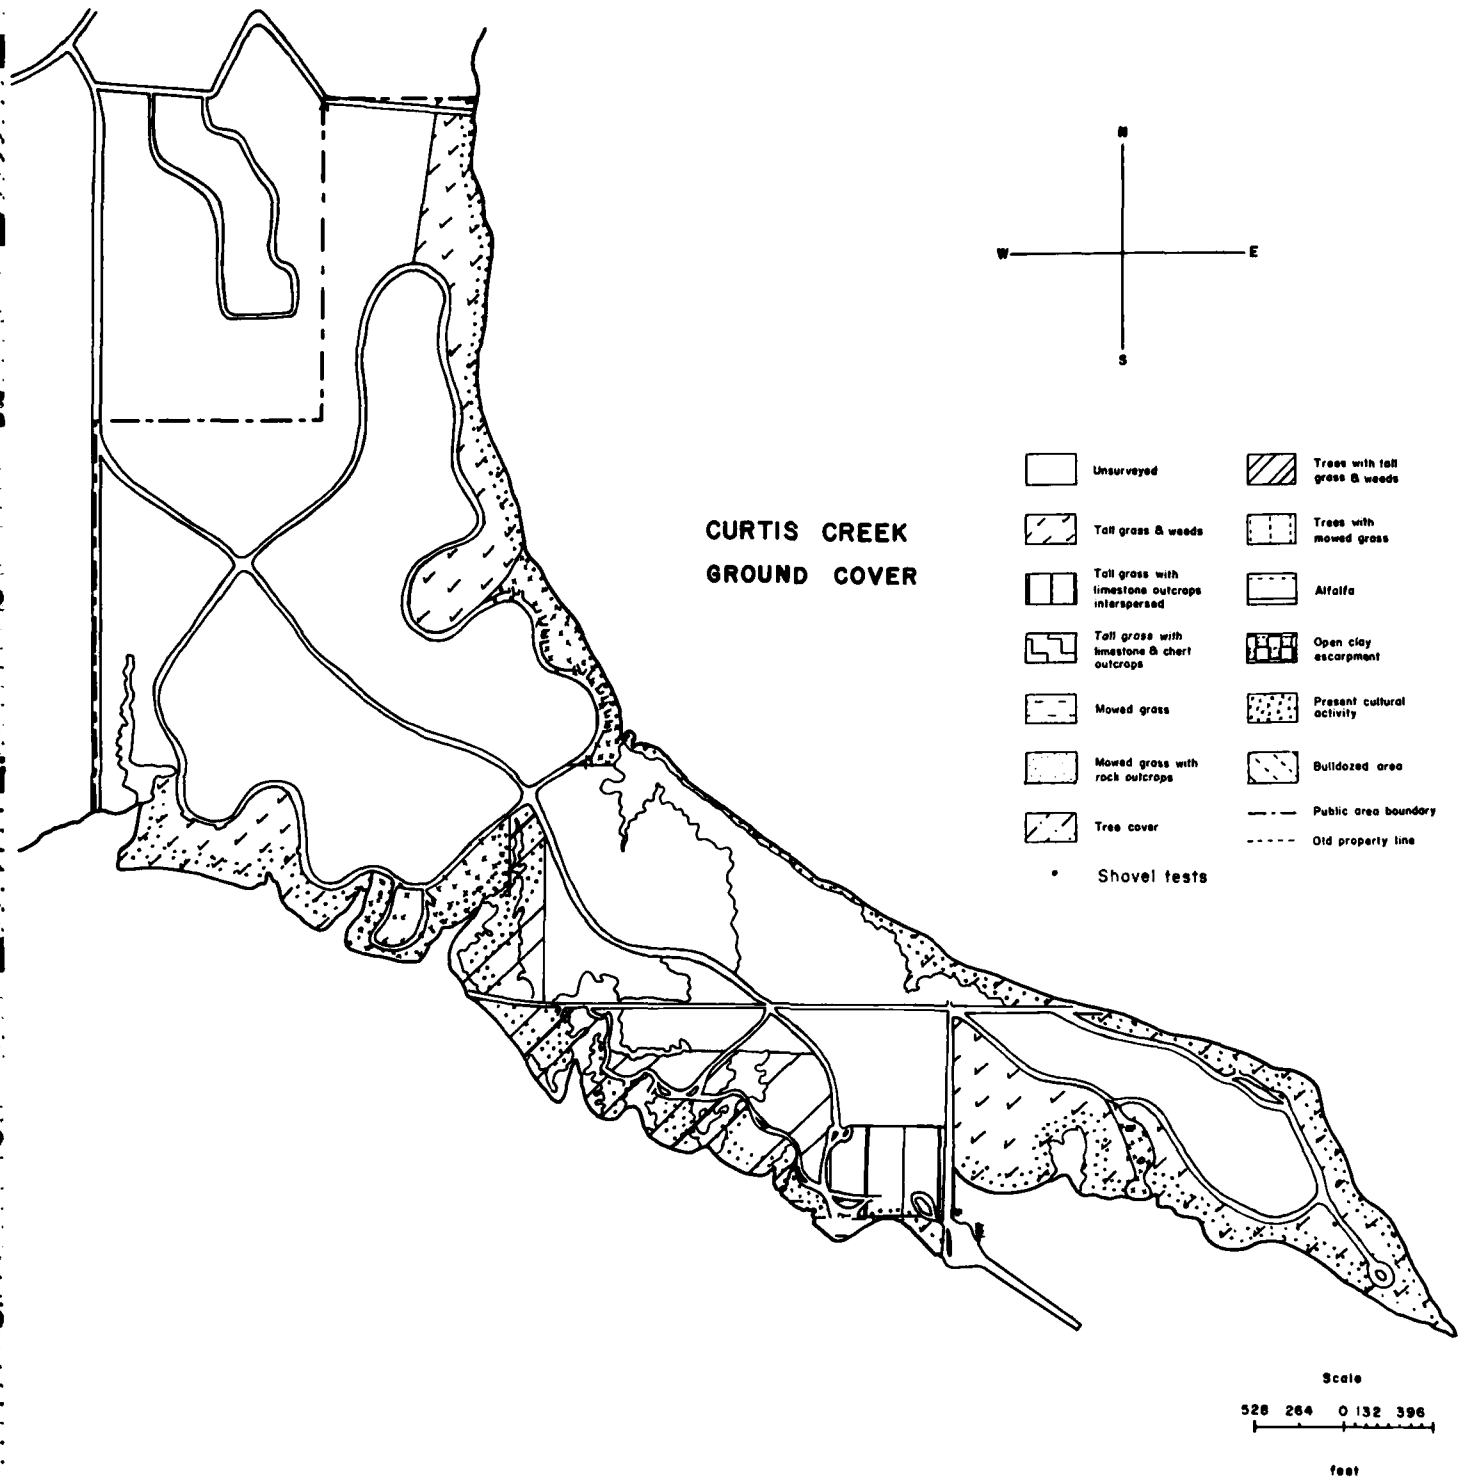 N
W
E
S
CURTIS CREEK
GROUND COVER
Unsurveyed
Tall grass & weeds
Tall grass with
limestone outcrops
interspersed
Tall grass with
limestone & chert
outcrops
Mowed grass
Mowed grass with
rock outcrops
Tree cover
Shovel tests
Trees with tall
grass & weeds
Trees with
mowed grass
Alfalfa
Open clay
escarpment
Present cultural
activity
Bulldozed area
Public area boundary
Old property line
Scale
528 264 0 132 396
feet